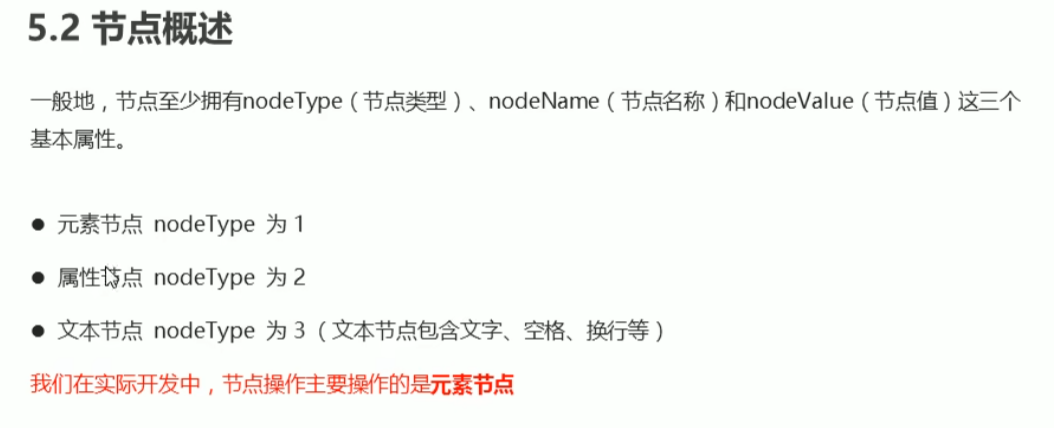 5.2 节点概述
一般地，节点至少拥有nodeType（节点类型）、nodeName（节点名称）和nodeValue（节点值）这三个
基本属性。
● 元素节点 nodeType 为 1
● 属性节点 nodeType 为 2
● 文本节点 nodeType 为 3（文本节点包含文字、空格、换行等）
我们在实际开发中，节点操作主要操作的是元素节点